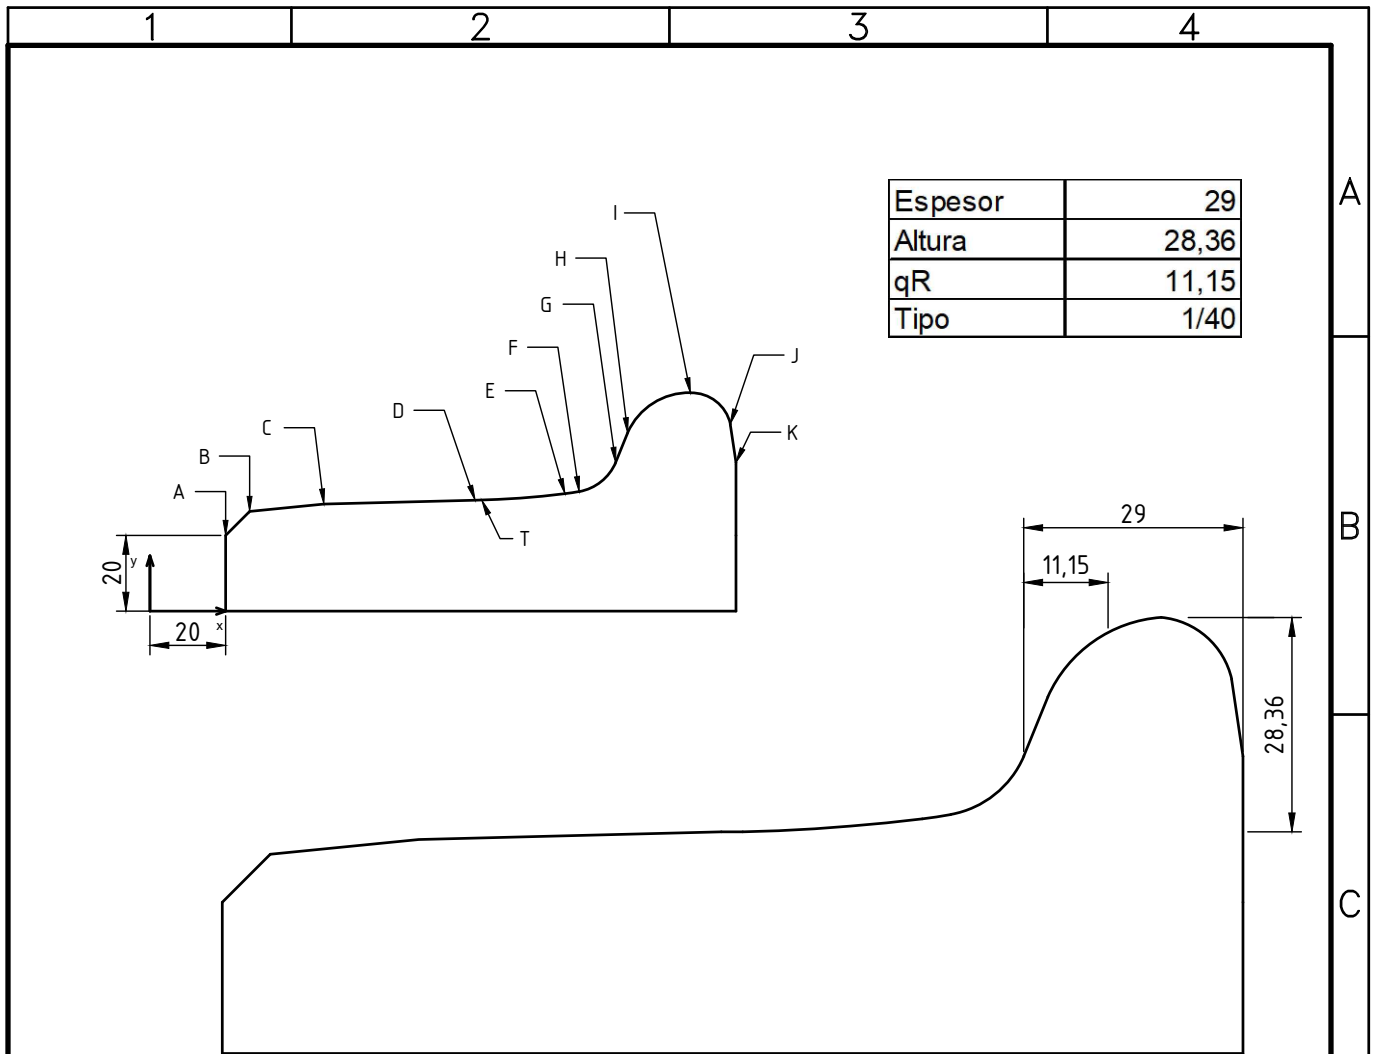 1 2 3 4
A
B
C
Espesor 29
Altura 28,36
qR 11,15
Tipo 1/40
I
H
G
F
E
D
C
B
A
J
K
T
20
y
20
x
29
11,15
28,36